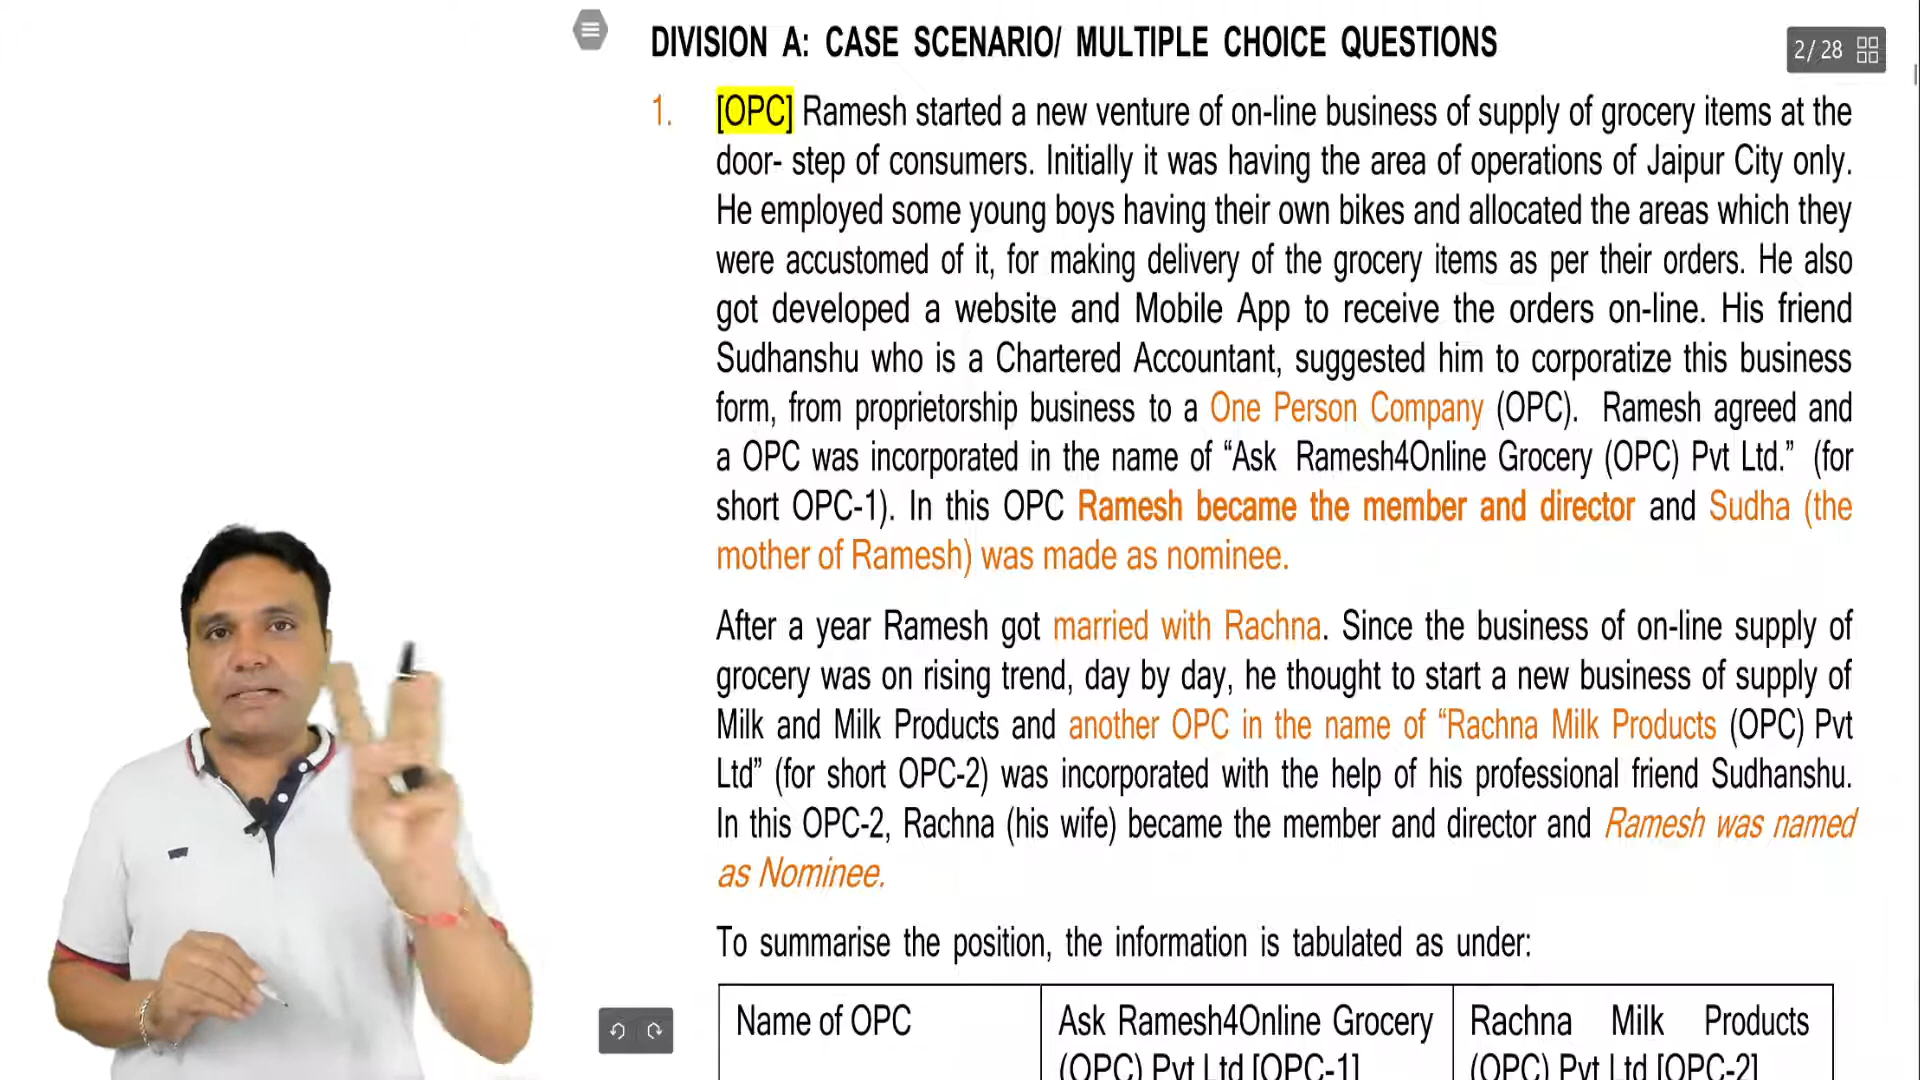 DIVISION A: CASE SCENARIO/ MULTIPLE CHOICE QUESTIONS
2/ 28
1. [OPC] Ramesh started a new venture of on-line business of supply of grocery items at the
door- step of consumers. Initially it was having the area of operations of Jaipur City only.
He employed some young boys having their own bikes and allocated the areas which they
were accustomed of it, for making delivery of the grocery items as per their orders. He also
got developed a website and Mobile App to receive the orders on-line. His friend
Sudhanshu who is a Chartered Accountant, suggested him to corporatize this business
form, from proprietorship business to a One Person Company (OPC). Ramesh agreed and
a OPC was incorporated in the name of “Ask Ramesh4Online Grocery (OPC) Pvt Ltd.” (for
short OPC-1). In this OPC Ramesh became the member and director and Sudha (the
mother of Ramesh) was made as nominee.
After a year Ramesh got married with Rachna. Since the business of on-line supply of
grocery was on rising trend, day by day, he thought to start a new business of supply of
Milk and Milk Products and another OPC in the name of “Rachna Milk Products (OPC) Pvt
Ltd” (for short OPC-2) was incorporated with the help of his professional friend Sudhanshu.
In this OPC-2, Rachna (his wife) became the member and director and Ramesh was named
as Nominee.
To summarise the position, the information is tabulated as under:
Name of OPC
Ask Ramesh4Online Grocery
(OPC) Pvt Ltd [OPC-1]
Rachna Milk Products
(OPC) Pvt Ltd [OPC-2]